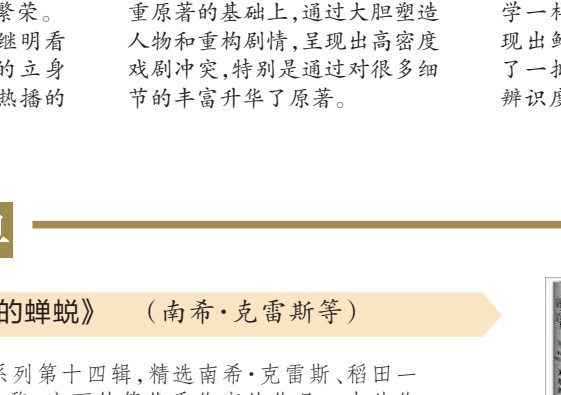 繁荣。
继明看
的立身
热播的
重原著的基础上,通过大胆塑造
人物和重构剧情,呈现出高密度
戏剧冲突,特别是通过对很多细
节的丰富升华了原著。
学一样
现出鲜
了一批
辨识度
的蝉蜕》 (南希·克雷斯等)
系列第十四辑,精选南希·克雷斯、稻田一